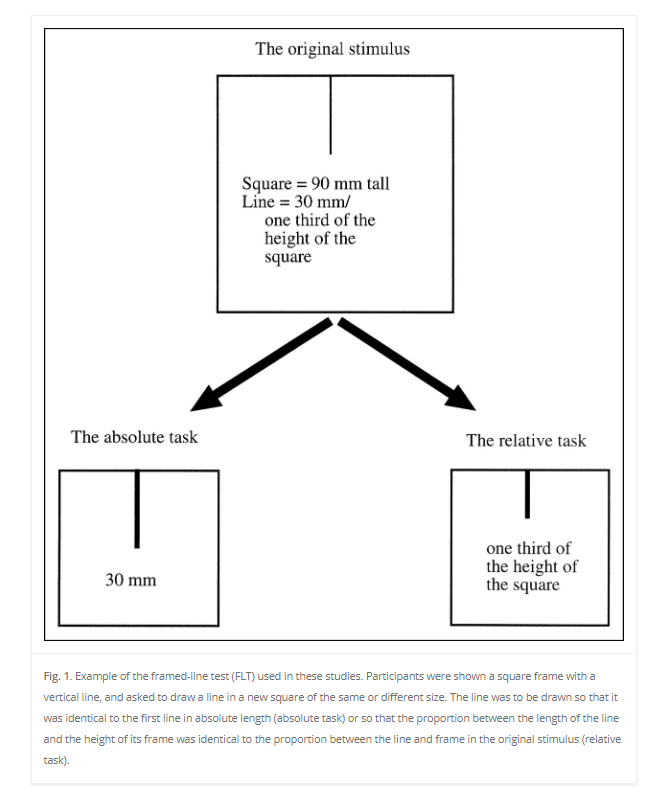 The original stimulus
Square = 90 mm tall
Line = 30 mm/
one third of the
height of the
square
The absolute task
The relative task
30 mm
one third of
the height of
the square
Fig. 1. Example of the framed-line test (FLT) used in these studies. Participants were shown a square frame with a
vertical line, and asked to draw a line in a new square of the same or different size. The line was to be drawn so that it
was identical to the first line in absolute length (absolute task) or so that the proportion between the length of the line
and the height of its frame was identical to the proportion between the line and frame in the original stimulus (relative
task).